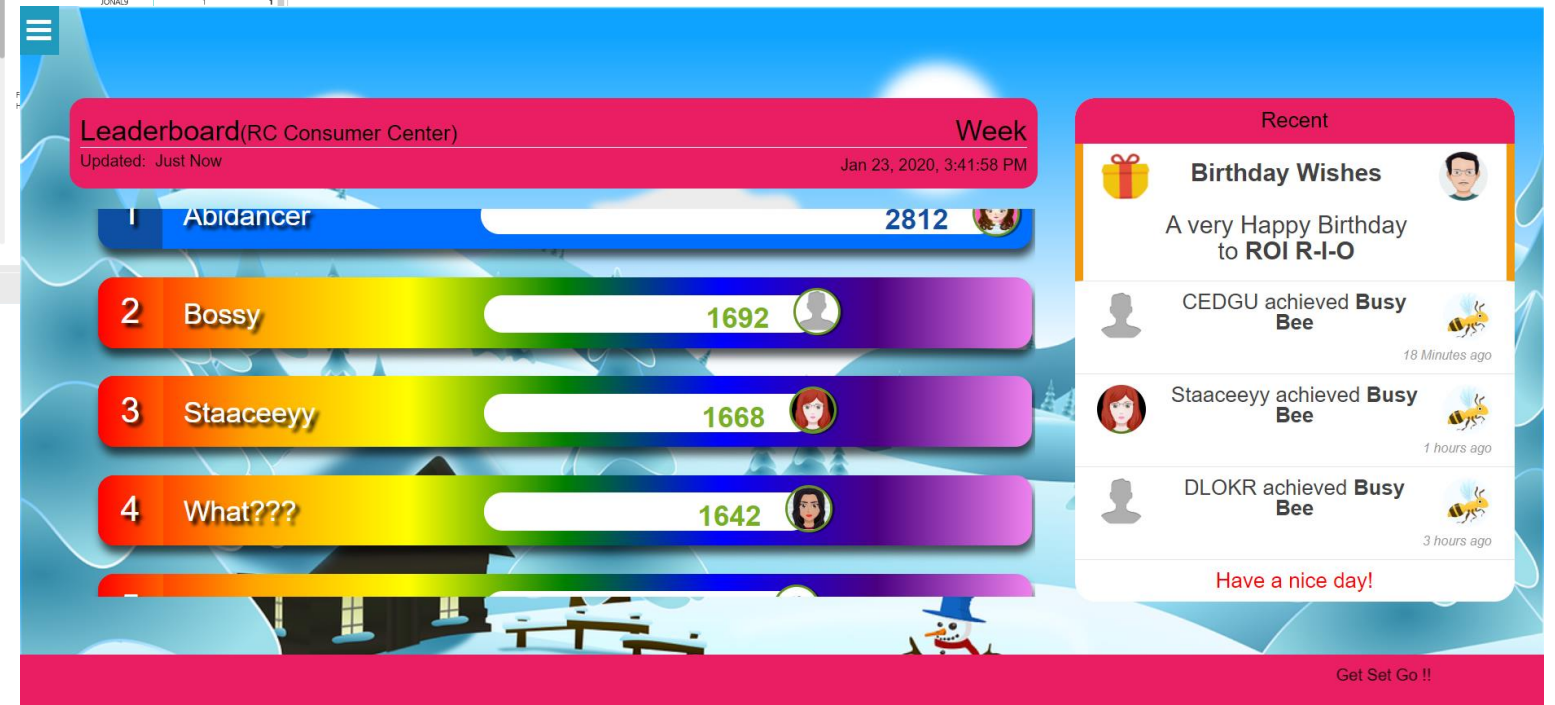 JONAL9 1 1
Leaderboard(RC Consumer Center) Week
Updated: Just Now Jan 23, 2020, 3:41:58 PM
1 Abidancer 2812
2 Bossy 1692
3 Staaceeyy 1668
4 What??? 1642
Recent
Birthday Wishes
A very Happy Birthday
to ROI R-I-O
CEDGU achieved Busy
Bee
18 Minutes ago
Staaceeyy achieved Busy
Bee
1 hours ago
DLOKR achieved Busy
Bee
3 hours ago
Have a nice day!
Get Set Go !!